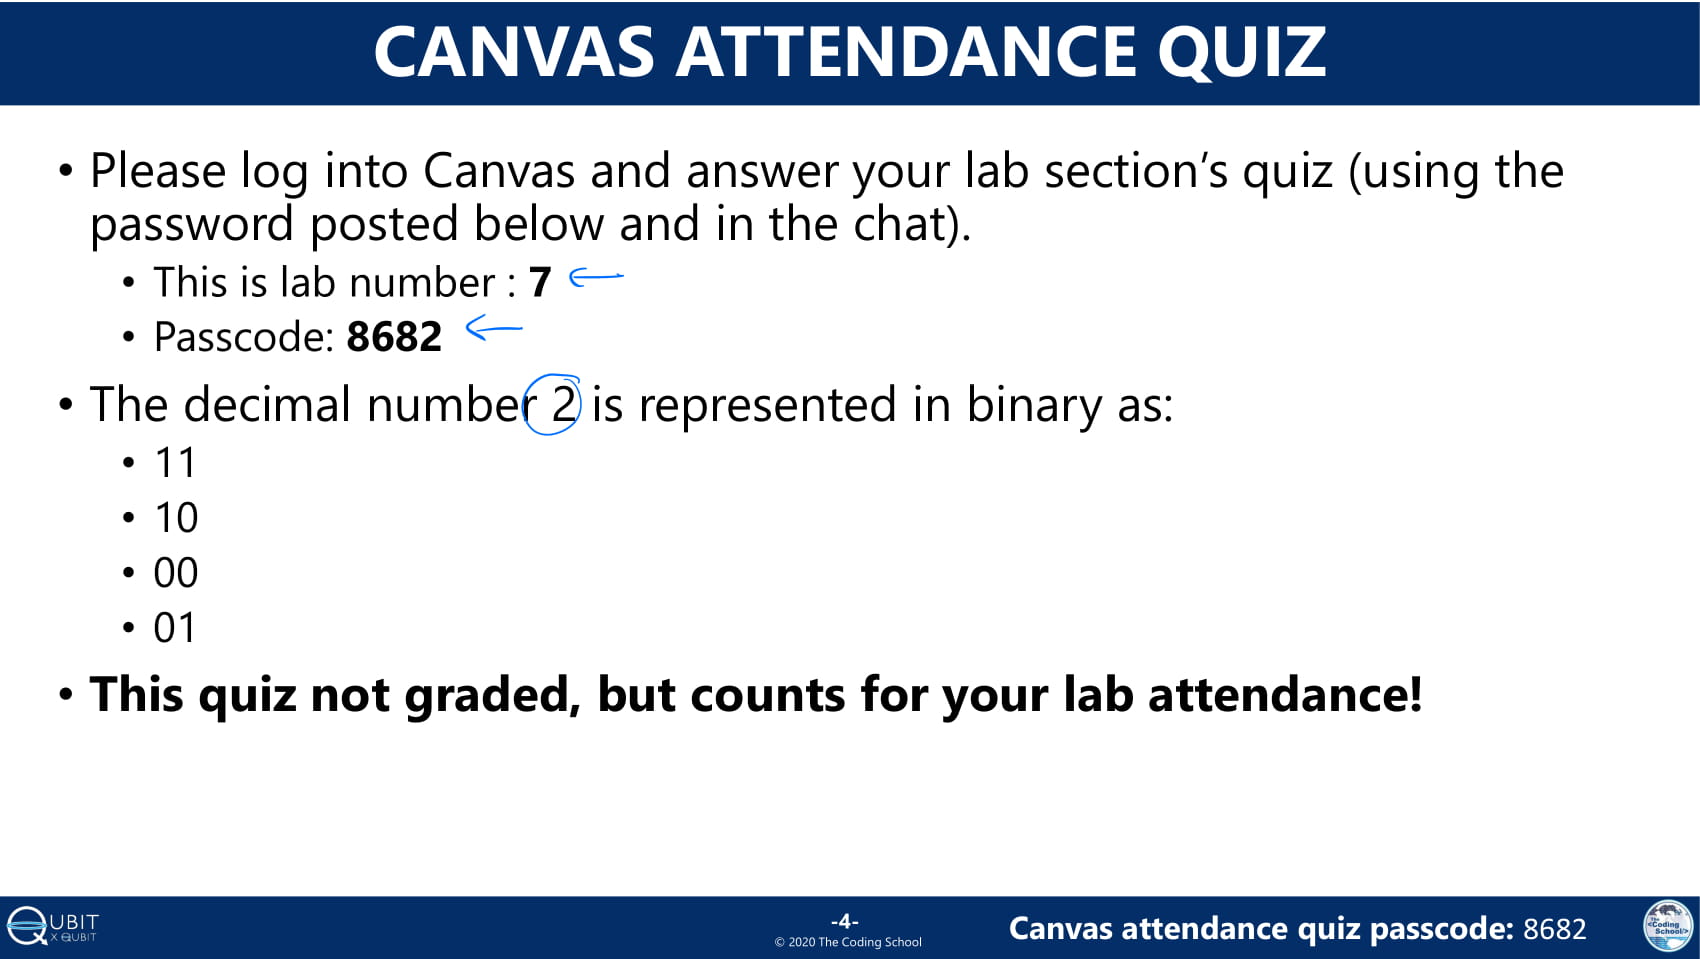 CANVAS ATTENDANCE QUIZ
• Please log into Canvas and answer your lab section’s quiz (using the
password posted below and in the chat).
• This is lab number : 7
• Passcode: 8682
• The decimal number 2 is represented in binary as:
• 11
• 10
• 00
• 01
• This quiz not graded, but counts for your lab attendance!
QUBIT
X QUBIT
-4-
© 2020 The Coding School
Canvas attendance quiz passcode: 8682
The
<Coding
School/>